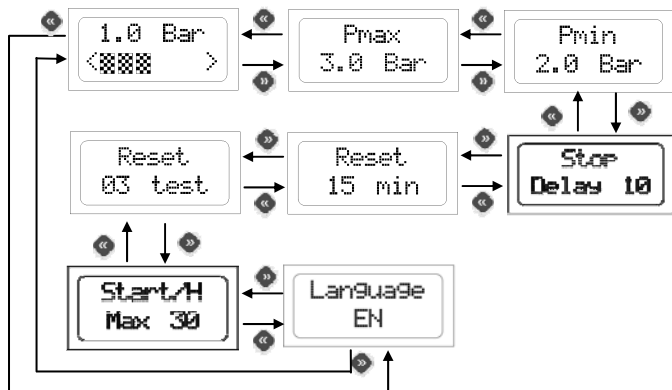 1.0 Bar
< >
Pmax
3.0 Bar
Pmin
2.0 Bar
Reset
03 test
Reset
15 min
Stop
Delay 10
Start/H
Max 30
Language
EN